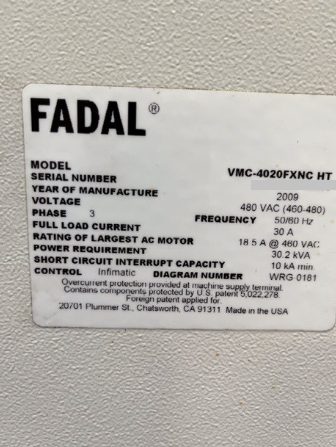 FADAL®
MODEL VMC-4020FXNC HT
SERIAL NUMBER
YEAR OF MANUFACTURE 2009
VOLTAGE 480 VAC (460-480)
PHASE 3 FREQUENCY 50/60 Hz
FULL LOAD CURRENT 30 A
RATING OF LARGEST AC MOTOR 18.5 A @ 460 VAC
POWER REQUIREMENT 30.2 kVA
SHORT CIRCUIT INTERRUPT CAPACITY 10 kA min
CONTROL Infimatic DIAGRAM NUMBER WRG 0181
Overcurrent protection provided at machine supply terminal.
Contains components protected by U.S. patent 5,022,278.
Foreign patent applied for.
20701 Plummer St., Chatsworth, CA 91311 Made in the USA